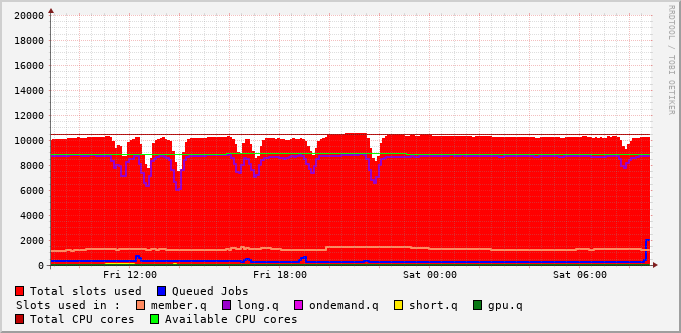 20000
18000
16000
14000
12000
10000
8000
6000
4000
2000
0
Fri 12:00 Fri 18:00 Sat 00:00 Sat 06:00
Total slots used Queued Jobs
Slots used in : member.q long.q ondemand.q short.q gpu.q
Total CPU cores Available CPU cores
RRDTOOL / TOBI OETIKER